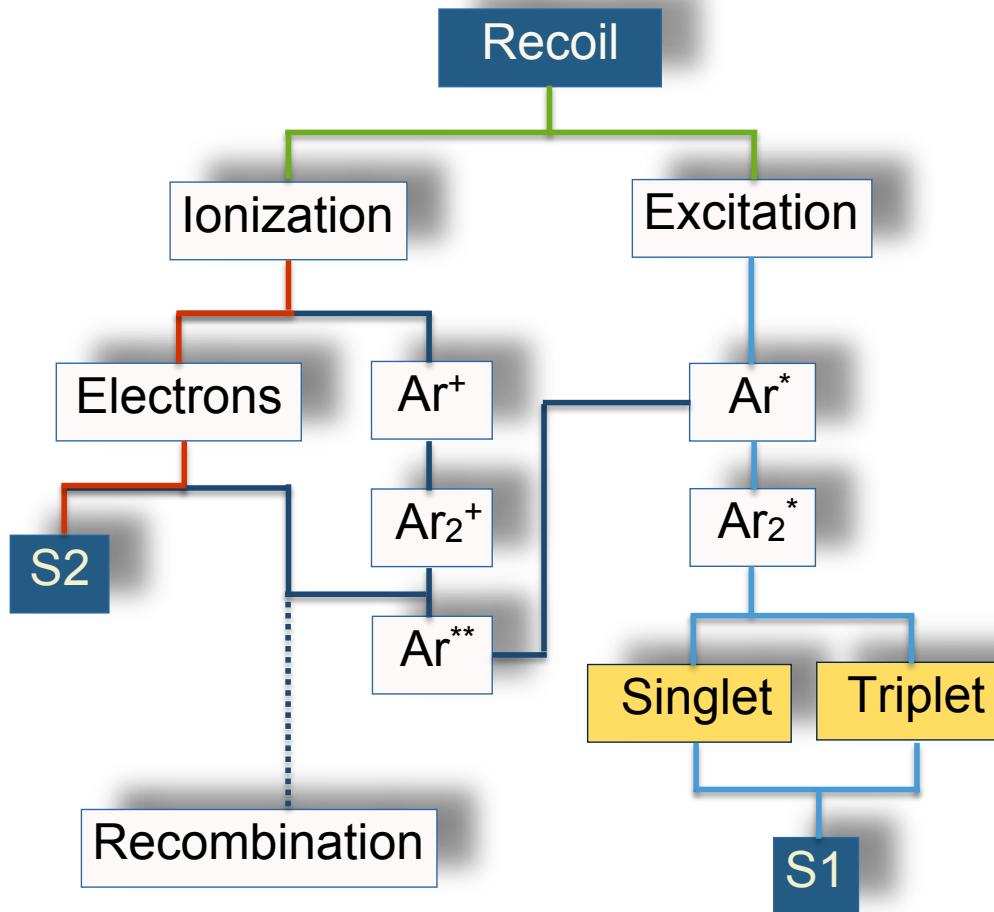 Recoil
Ionization
Excitation
Electrons
Ar⁺
Ar*
Ar₂⁺
Ar₂*
S2
Ar**
Singlet
Triplet
Recombination
S1